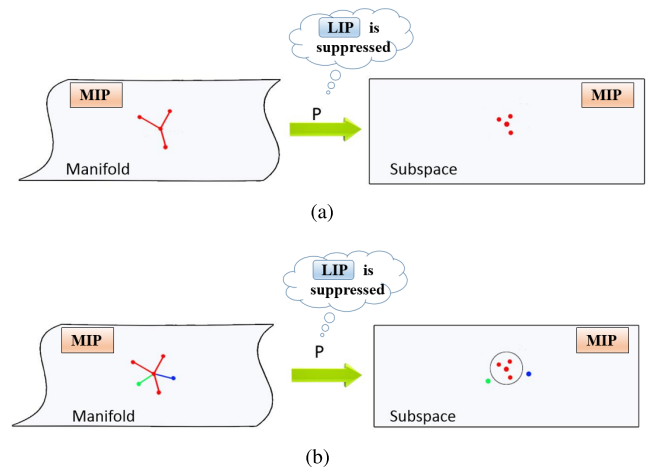 LIP is
suppressed
MIP
P
MIP
Manifold
Subspace
(a)
LIP is
suppressed
MIP
P
MIP
Manifold
Subspace
(b)